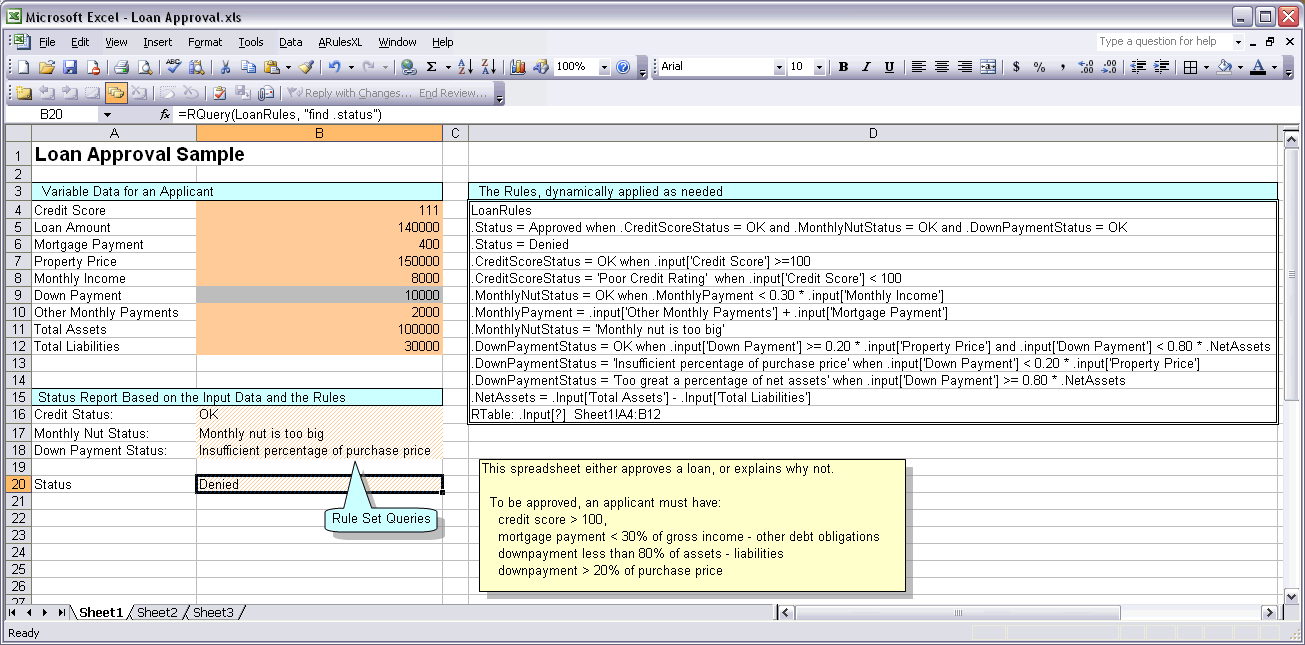 Microsoft Excel - Loan Approval.xls
File Edit View Insert Format Tools Data ARulesXL Window Help
Type a question for help
100% Arial 10 B I U $ % ,
Reply with Changes... End Review...
B20 fx =RQuery(LoanRules, "find .status")
A B C D
1 Loan Approval Sample
2
3 Variable Data for an Applicant The Rules, dynamically applied as needed
4 Credit Score 111 LoanRules
5 Loan Amount 140000 .Status = Approved when .CreditScoreStatus = OK and .MonthlyNutStatus = OK and .DownPaymentStatus = OK
6 Mortgage Payment 400 .Status = Denied
7 Property Price 150000 .CreditScoreStatus = OK when .input['Credit Score'] >=100
8 Monthly Income 8000 .CreditScoreStatus = 'Poor Credit Rating' when .input['Credit Score'] < 100
9 Down Payment 10000 .MonthlyNutStatus = OK when .MonthlyPayment < 0.30 * .input['Monthly Income']
10 Other Monthly Payments 2000 .MonthlyPayment = .input['Other Monthly Payments'] + .input['Mortgage Payment']
11 Total Assets 100000 .MonthlyNutStatus = 'Monthly nut is too big'
12 Total Liabilities 30000 .DownPaymentStatus = OK when .input['Down Payment'] >= 0.20 * .input['Property Price'] and .input['Down Payment'] < 0.80 * .NetAssets
13 .DownPaymentStatus = 'Insufficient percentage of purchase price' when .input['Down Payment'] < 0.20 * .input['Property Price']
14 .DownPaymentStatus = 'Too great a percentage of net assets' when .input['Down Payment'] >= 0.80 * .NetAssets
15 Status Report Based on the Input Data and the Rules .NetAssets = .Input['Total Assets'] - .Input['Total Liabilities']
16 Credit Status: OK RTable: .Input[?] Sheet1!A4:B12
17 Monthly Nut Status: Monthly nut is too big
18 Down Payment Status: Insufficient percentage of purchase price
19 This spreadsheet either approves a loan, or explains why not.
20 Status Denied
21 To be approved, an applicant must have:
22 Rule Set Queries credit score > 100,
23 mortgage payment < 30% of gross income - other debt obligations
24 downpayment less than 80% of assets - liabilities
25 downpayment > 20% of purchase price
26
27
Sheet1 Sheet2 Sheet3
Ready